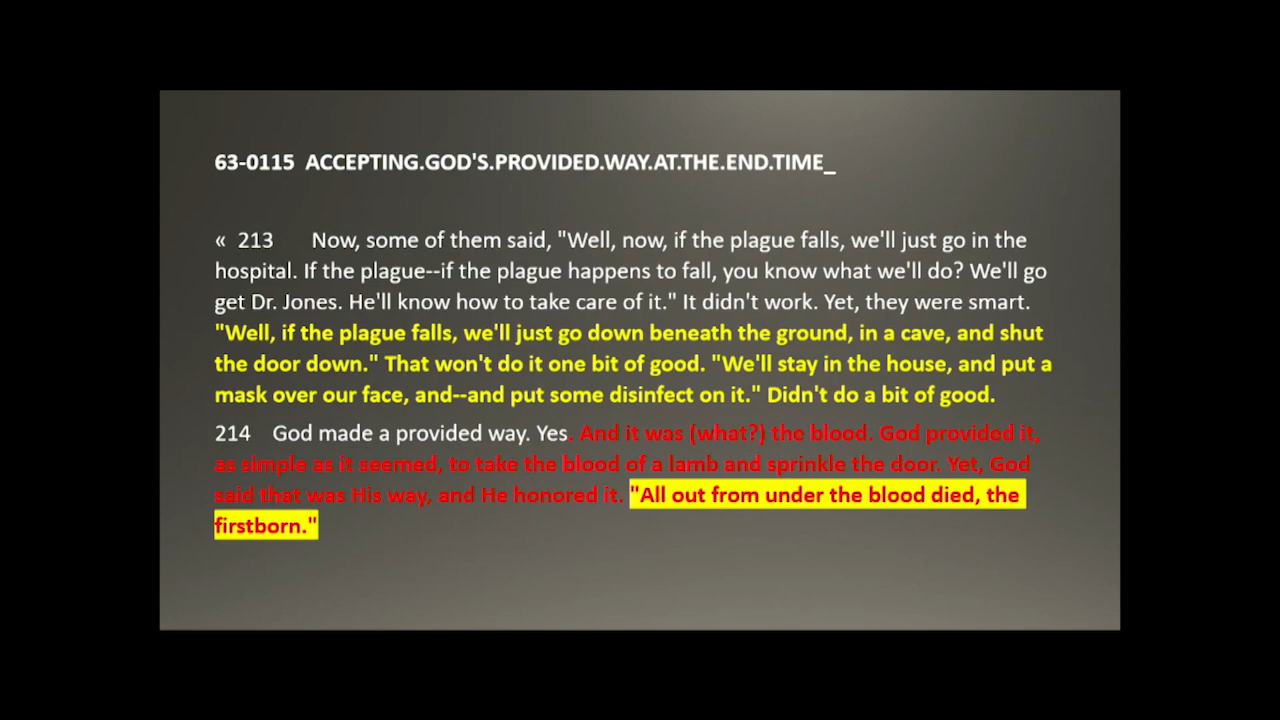 63-0115 ACCEPTING.GOD'S.PROVIDED.WAY.AT.THE.END.TIME_
« 213 Now, some of them said, "Well, now, if the plague falls, we'll just go in the
hospital. If the plague--if the plague happens to fall, you know what we'll do? We'll go
get Dr. Jones. He'll know how to take care of it." It didn't work. Yet, they were smart.
"Well, if the plague falls, we'll just go down beneath the ground, in a cave, and shut
the door down." That won't do it one bit of good. "We'll stay in the house, and put a
mask over our face, and--and put some disinfect on it." Didn't do a bit of good.
214 God made a provided way. Yes. And it was (what?) the blood. God provided it,
as simple as it seemed, to take the blood of a lamb and sprinkle the door. Yet, God
said that was His way, and He honored it. "All out from under the blood died, the
firstborn."